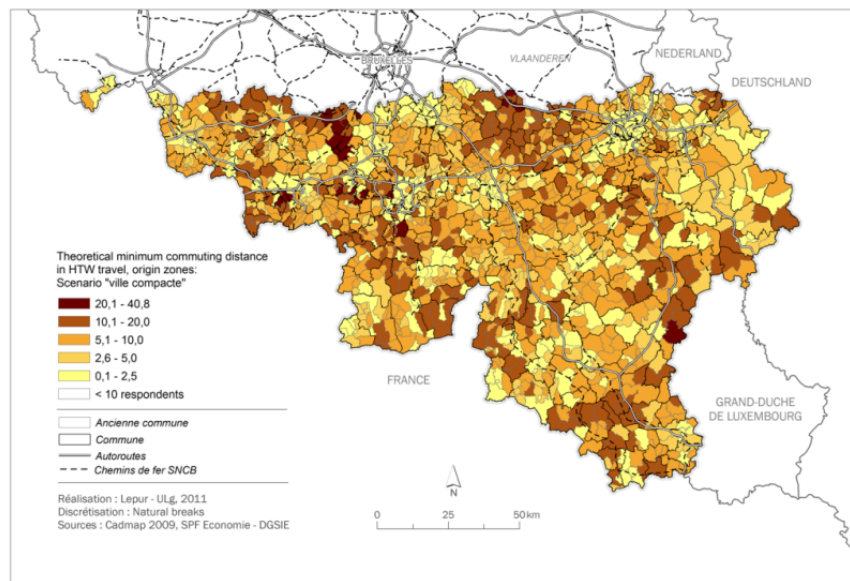 NEDERLAND
BRUXELLES
VLAANDEREN
DEUTSCHLAND
Theoretical minimum commuting distance
in HTW travel, origin zones:
Scenario "ville compacte"
20,1 - 40,8
10,1 - 20,0
5,1 - 10,0
2,6 - 5,0
0,1 - 2,5
< 10 respondents
FRANCE
GRAND-DUCHE
DE LUXEMBOURG
Ancienne commune
Commune
Autoroutes
Chemins de fer SNCB
Réalisation : Lepur - ULg, 2011
Discrétisation : Natural breaks
Sources : Cadmap 2009, SPF Economie - DGSIE
N
0 25 50 km